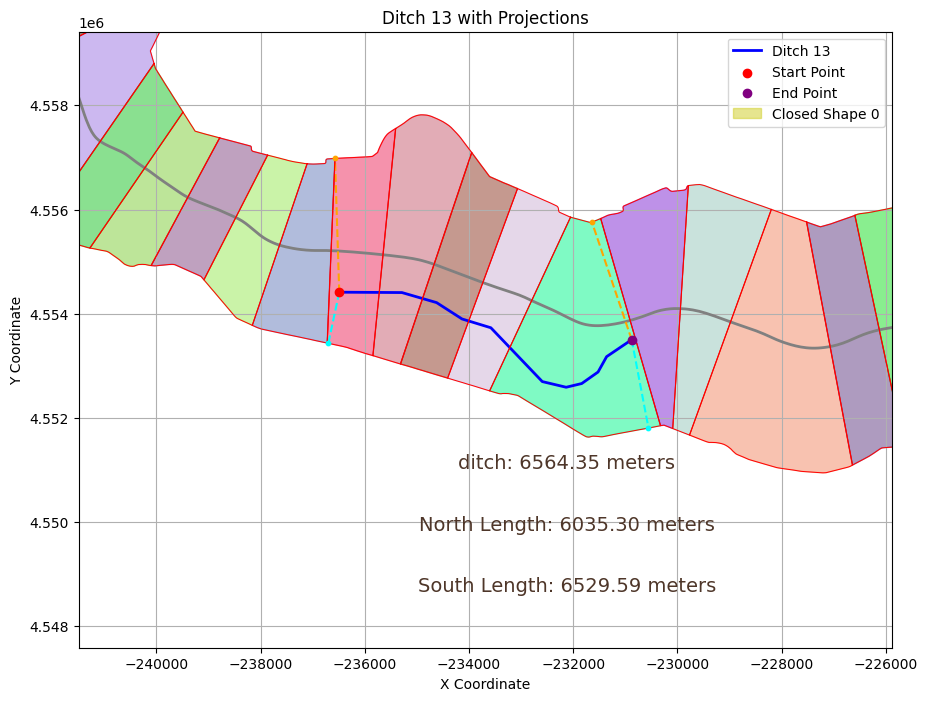 Ditch 13 with Projections
1e6
Ditch 13
Start Point
End Point
Closed Shape 0
4.558
4.556
4.554
4.552
4.550
4.548
Y Coordinate
ditch: 6564.35 meters
North Length: 6035.30 meters
South Length: 6529.59 meters
−240000 −238000 −236000 −234000 −232000 −230000 −228000 −226000
X Coordinate